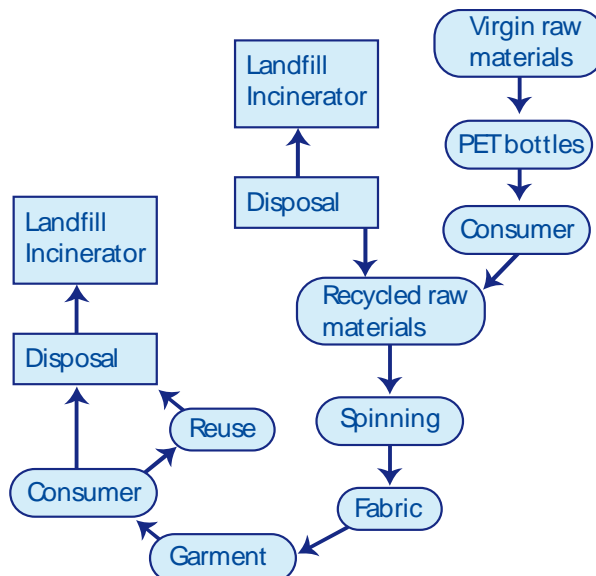 Virgin raw
materials
Landfill
Incinerator
PET bottles
Disposal
Consumer
Landfill
Incinerator
Recycled raw
materials
Disposal
Reuse
Spinning
Consumer
Fabric
Garment